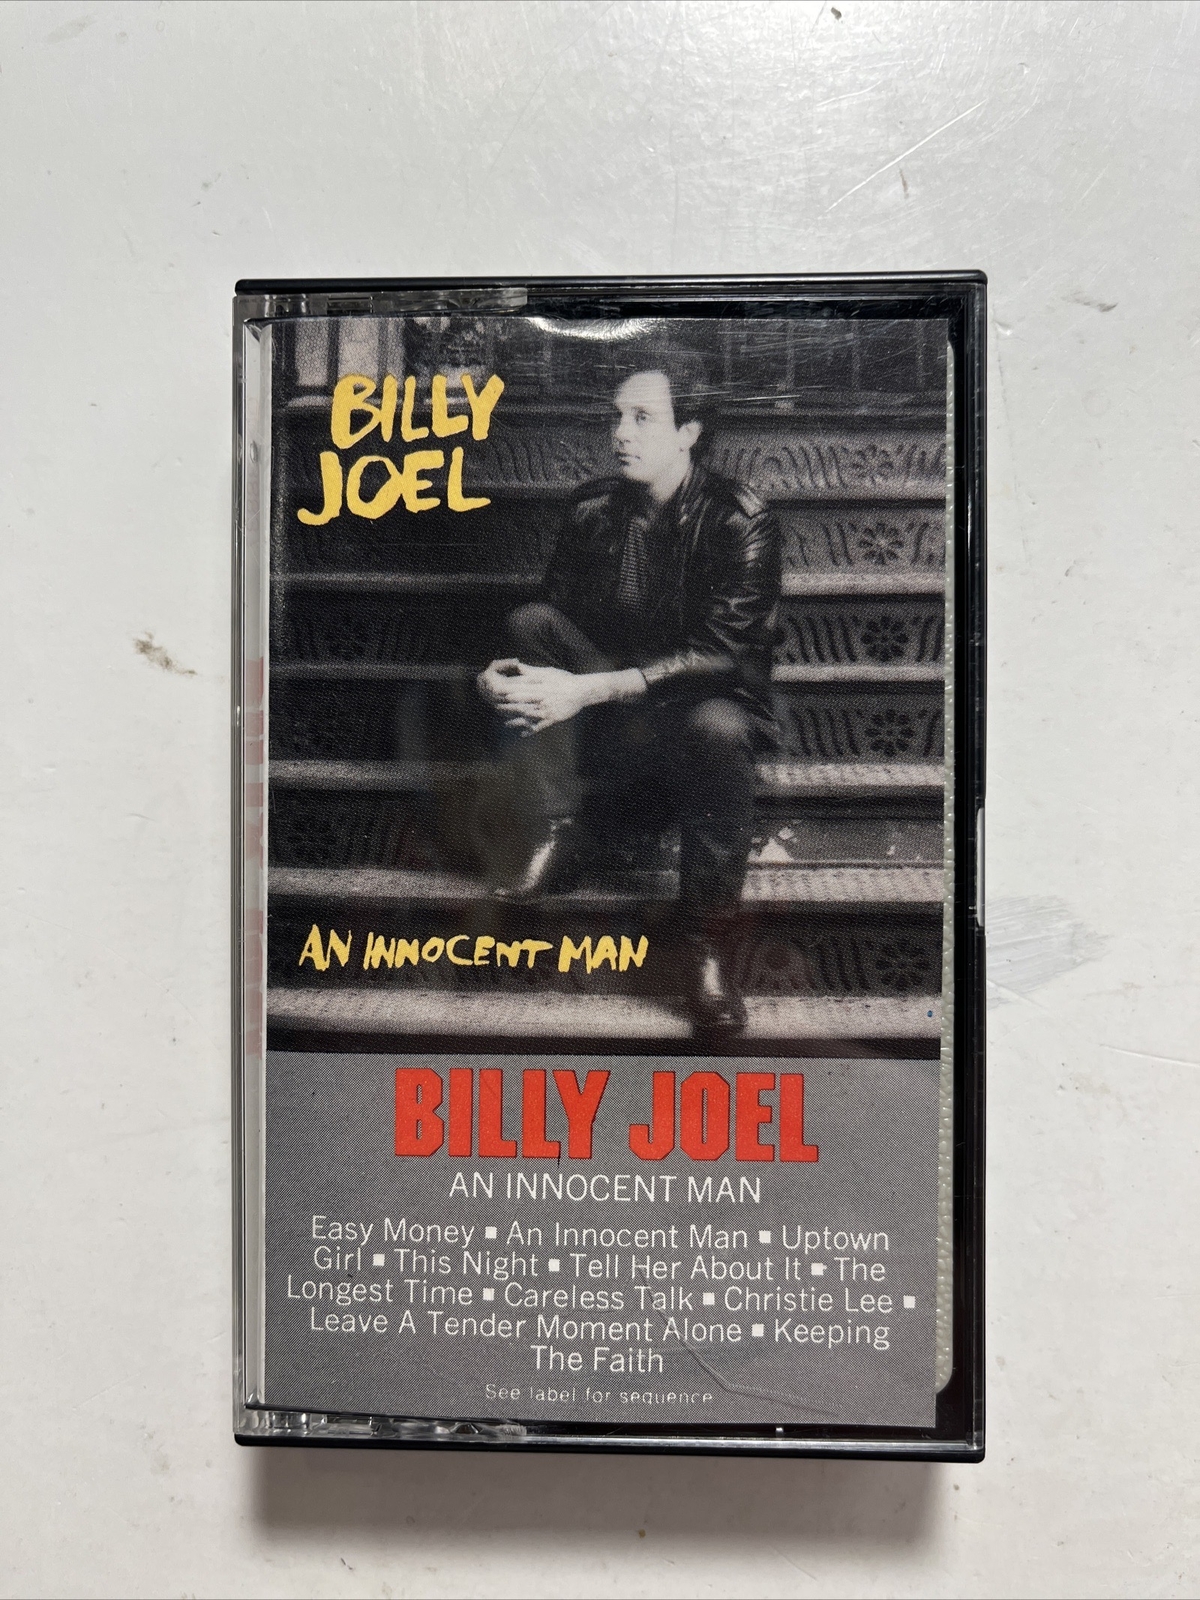 BILLY
JOEL
AN INNOCENT MAN
BILLY JOEL
AN INNOCENT MAN
Easy Money ▪ An Innocent Man ▪ Uptown
Girl ▪ This Night ▪ Tell Her About It ▪ The
Longest Time ▪ Careless Talk ▪ Christie Lee ▪
Leave A Tender Moment Alone ▪ Keeping
The Faith
See label for sequence